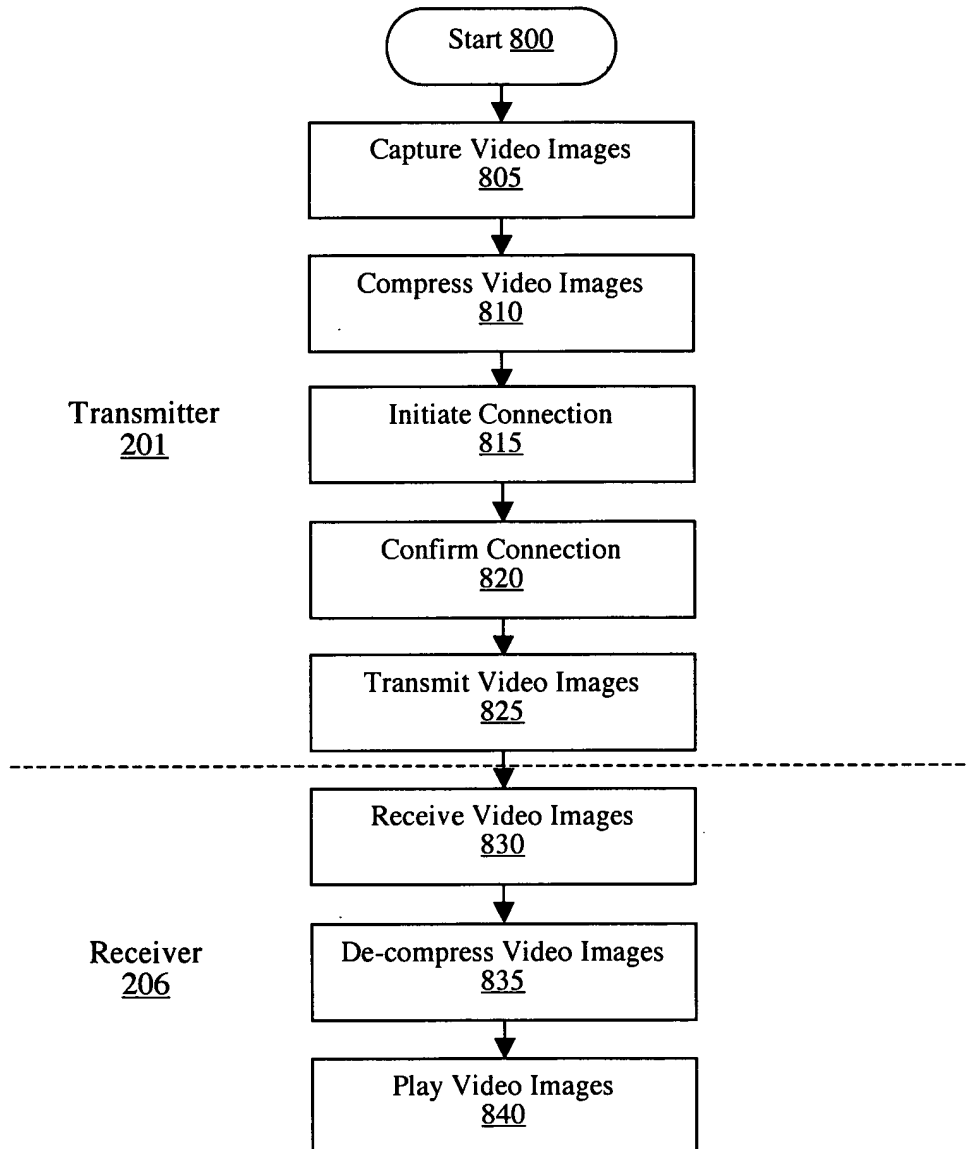 Start 800
Capture Video Images
805
Compress Video Images
810
Transmitter
201
Initiate Connection
815
Confirm Connection
820
Transmit Video Images
825
Receive Video Images
830
Receiver
206
De-compress Video Images
835
Play Video Images
840